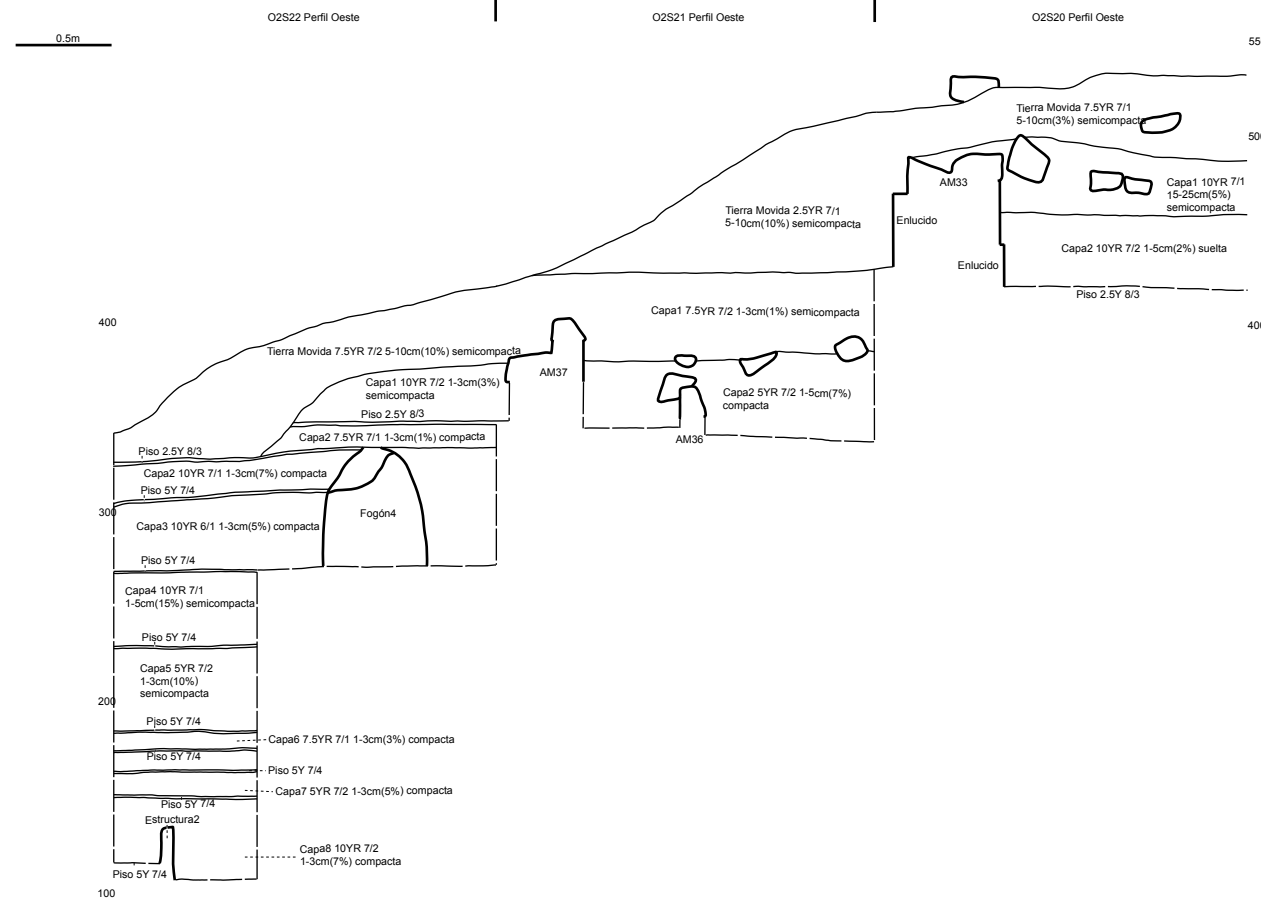 O2S22 Perfil Oeste
O2S21 Perfil Oeste
O2S20 Perfil Oeste
0.5m
55
Tierra Movida 7.5YR 7/1
5-10cm(3%) semicompacta
500
AM33
Capa1 10YR 7/1
15-25cm(5%)
semicompacta
Tierra Movida 2.5YR 7/1
5-10cm(10%) semicompacta
Enlucido
Capa2 10YR 7/2 1-5cm(2%) suelta
Enlucido
Piso 2.5Y 8/3
Capa1 7.5YR 7/2 1-3cm(1%) semicompacta
400
400
Tierra Movida 7.5YR 7/2 5-10cm(10%) semicompacta
AM37
Capa1 10YR 7/2 1-3cm(3%)
semicompacta
Capa2 5YR 7/2 1-5cm(7%)
compacta
Piso 2.5Y 8/3
Capa2 7.5YR 7/1 1-3cm(1%) compacta
AM36
Piso 2.5Y 8/3
Capa2 10YR 7/1 1-3cm(7%) compacta
Piso 5Y 7/4
300
Fogón4
Capa3 10YR 6/1 1-3cm(5%) compacta
Piso 5Y 7/4
Capa4 10YR 7/1
1-5cm(15%) semicompacta
Piso 5Y 7/4
Capa5 5YR 7/2
1-3cm(10%)
semicompacta
200
Piso 5Y 7/4
Capa6 7.5YR 7/1 1-3cm(3%) compacta
Piso 5Y 7/4
Piso 5Y 7/4
Capa7 5YR 7/2 1-3cm(5%) compacta
Piso 5Y 7/4
Estructura2
Capa8 10YR 7/2
1-3cm(7%) compacta
Piso 5Y 7/4
100